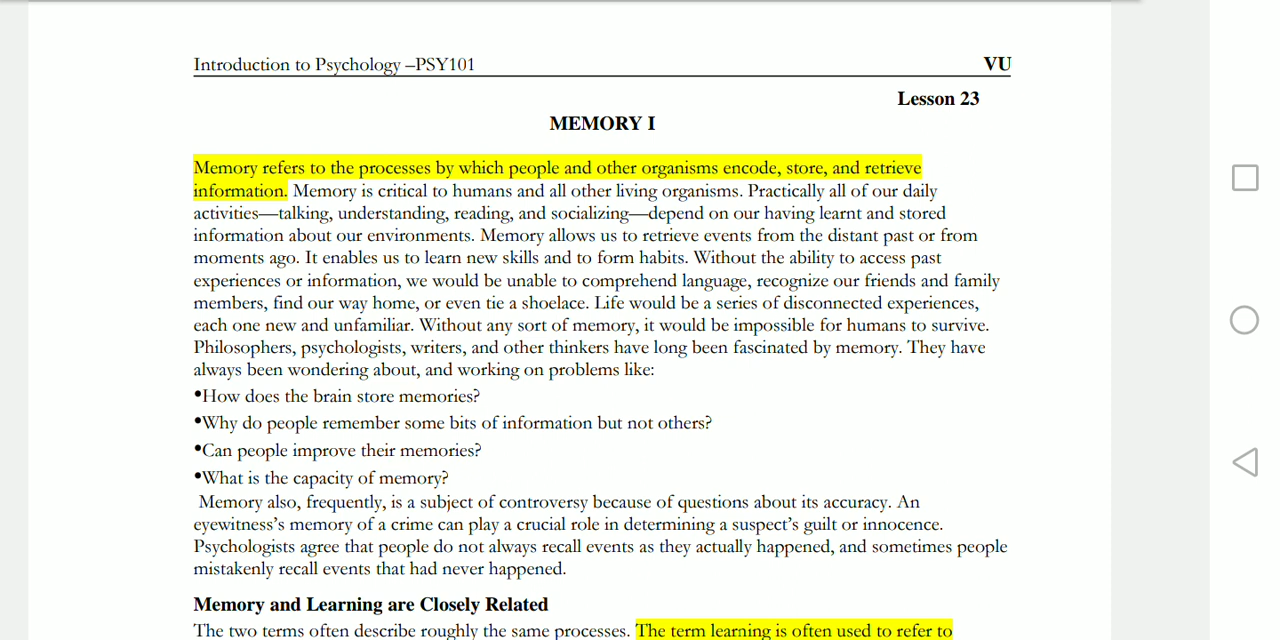 Introduction to Psychology –PSY101 VU
Lesson 23
MEMORY I
Memory refers to the processes by which people and other organisms encode, store, and retrieve
information. Memory is critical to humans and all other living organisms. Practically all of our daily
activities—talking, understanding, reading, and socializing—depend on our having learnt and stored
information about our environments. Memory allows us to retrieve events from the distant past or from
moments ago. It enables us to learn new skills and to form habits. Without the ability to access past
experiences or information, we would be unable to comprehend language, recognize our friends and family
members, find our way home, or even tie a shoelace. Life would be a series of disconnected experiences,
each one new and unfamiliar. Without any sort of memory, it would be impossible for humans to survive.
Philosophers, psychologists, writers, and other thinkers have long been fascinated by memory. They have
always been wondering about, and working on problems like:
•How does the brain store memories?
•Why do people remember some bits of information but not others?
•Can people improve their memories?
•What is the capacity of memory?
Memory also, frequently, is a subject of controversy because of questions about its accuracy. An
eyewitness’s memory of a crime can play a crucial role in determining a suspect’s guilt or innocence.
Psychologists agree that people do not always recall events as they actually happened, and sometimes people
mistakenly recall events that had never happened.
Memory and Learning are Closely Related
The two terms often describe roughly the same processes. The term learning is often used to refer to